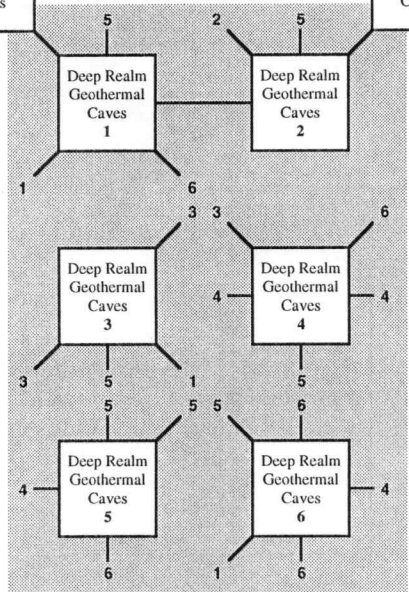 s
C
5 2 5
Deep Realm
Geothermal
Caves
1
Deep Realm
Geothermal
Caves
2
1 6
3 3 6
Deep Realm
Geothermal
Caves
3
4
Deep Realm
Geothermal
Caves
4
4
3 5 1 5
5 5 5 6
4
Deep Realm
Geothermal
Caves
5
Deep Realm
Geothermal
Caves
6
4
6 1 6